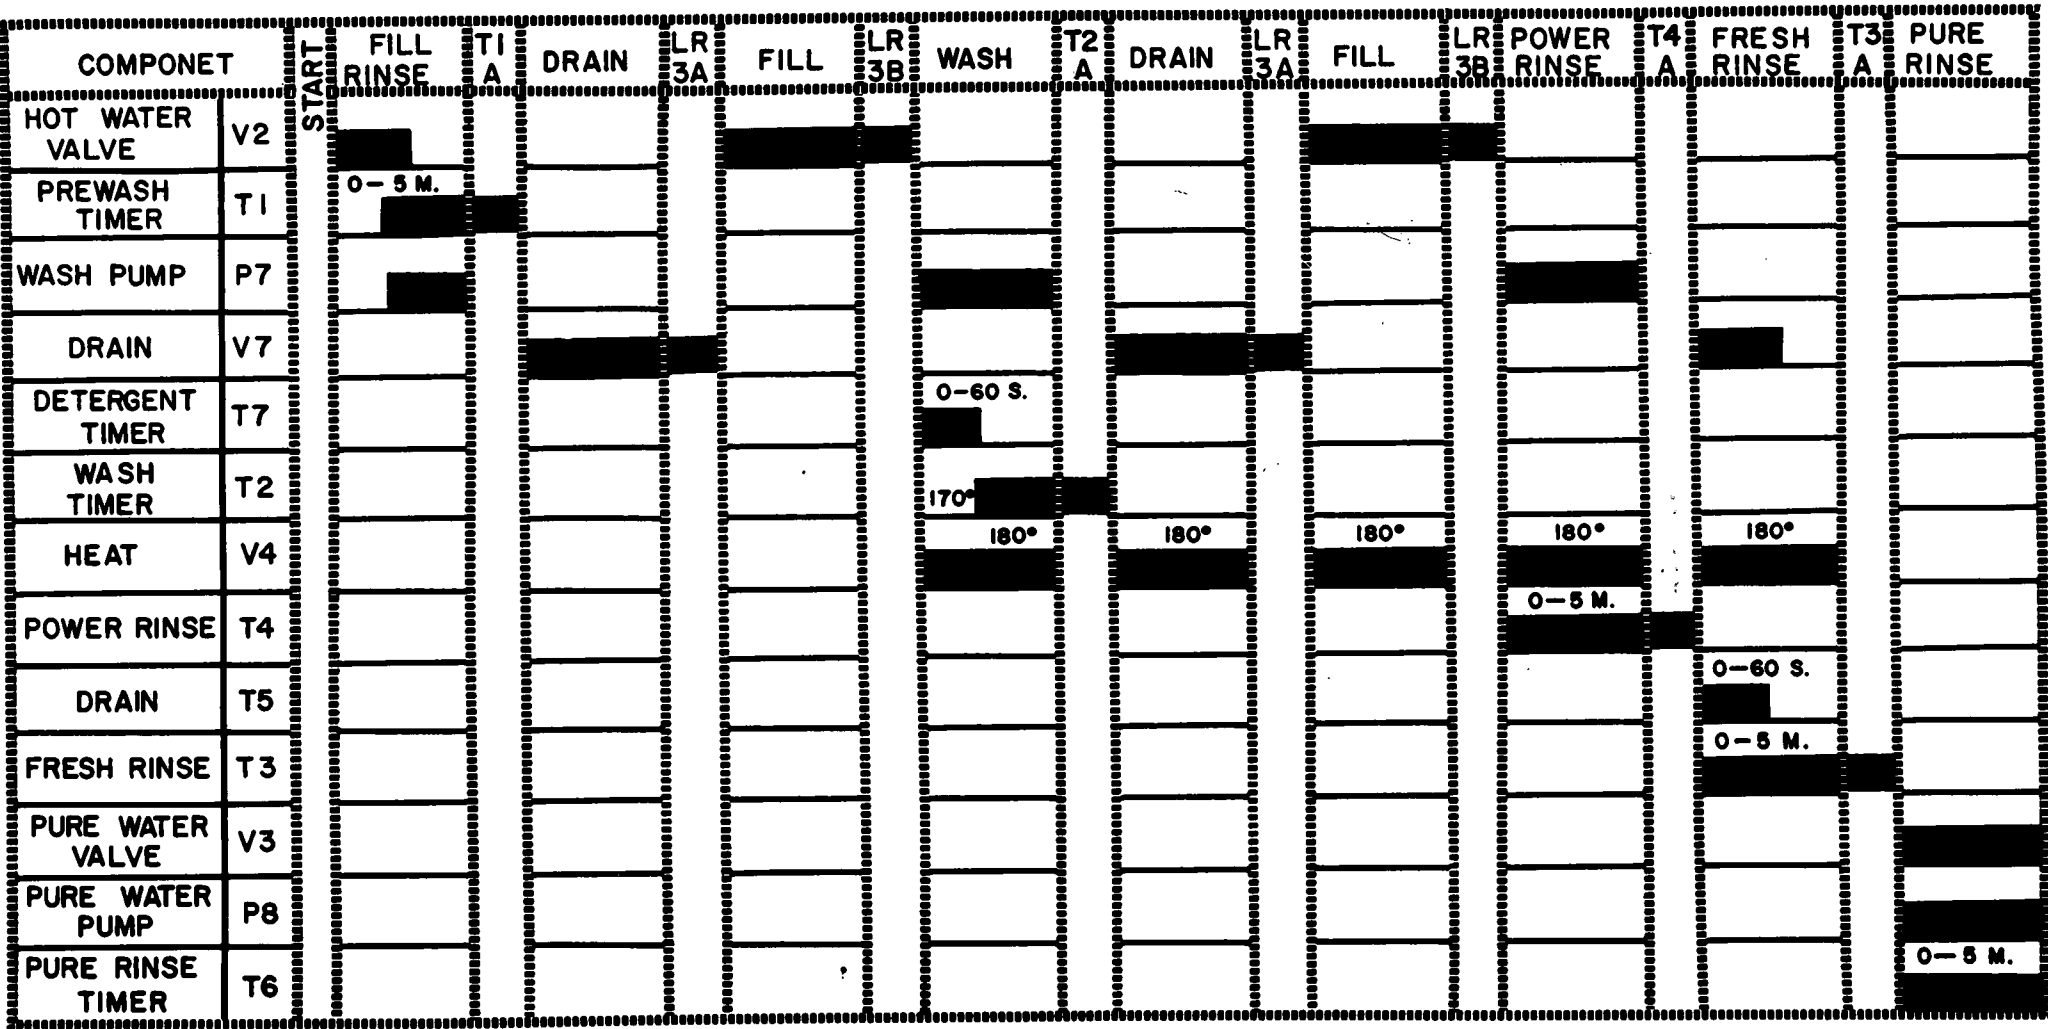 COMPONET
START
FILL
RINSE
T1
A
DRAIN
LR
3A
FILL
LR
3B
WASH
T2
A
DRAIN
LR
3A
FILL
LR
3B
POWER
RINSE
T4
A
FRESH
RINSE
T3
A
PURE
RINSE
HOT WATER
VALVE
V2
PREWASH
TIMER
T1
0-5 M.
WASH PUMP
P7
DRAIN
V7
DETERGENT
TIMER
T7
0-60 S.
WASH
TIMER
T2
170°
HEAT
V4
180°
180°
180°
180°
180°
POWER RINSE
T4
0-5 M.
DRAIN
T5
0-60 S.
FRESH RINSE
T3
0-5 M.
PURE WATER
VALVE
V3
PURE WATER
PUMP
P8
PURE RINSE
TIMER
T6
0-5 M.